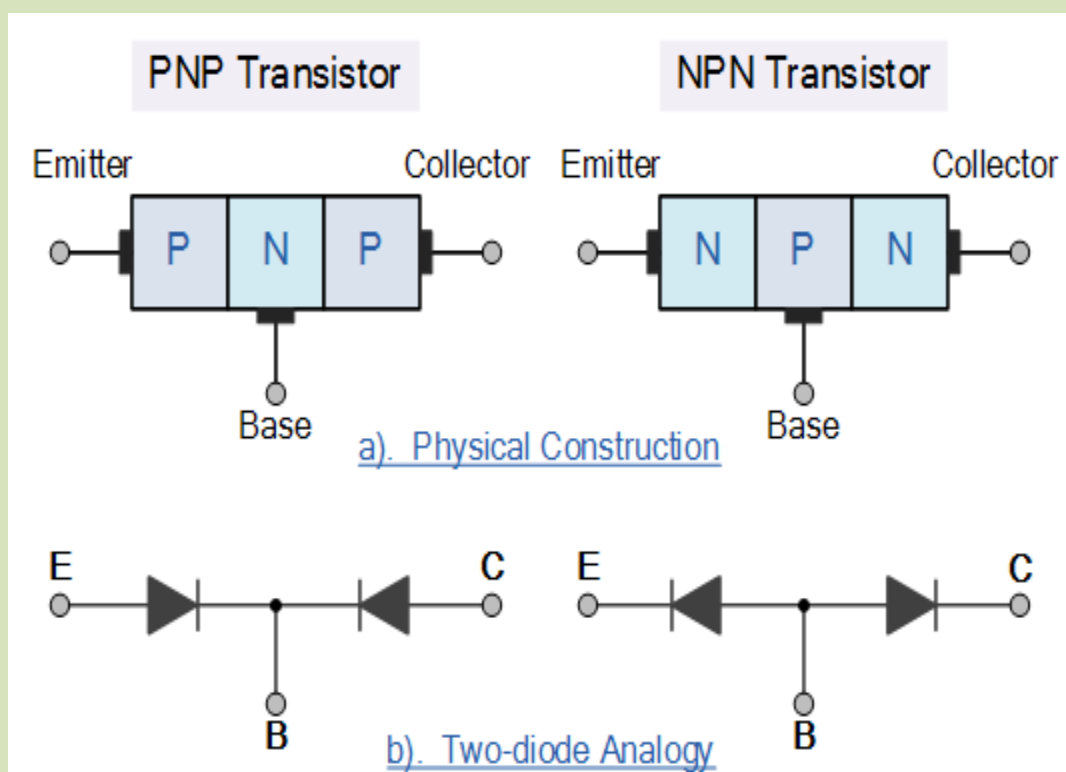 PNP Transistor
NPN Transistor
Emitter
Collector
Emitter
Collector
P
N
P
N
P
N
Base
Base
a). Physical Construction
E
C
E
C
B
B
b). Two-diode Analogy